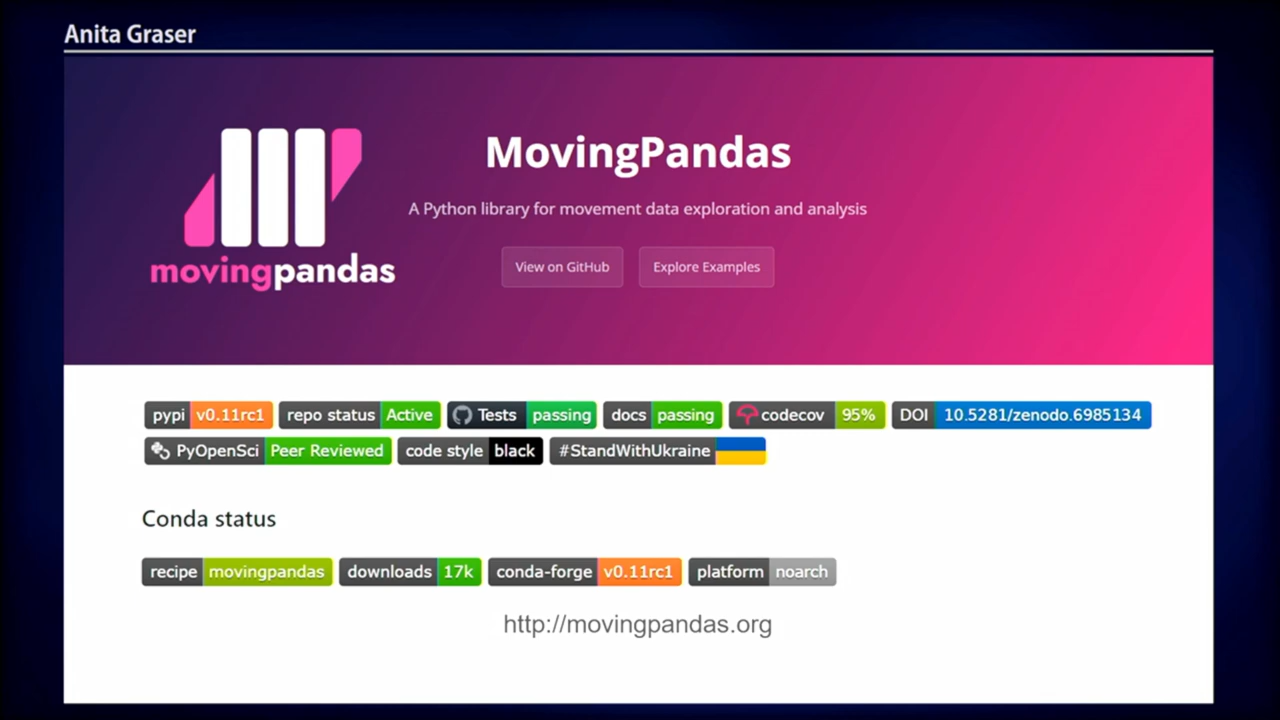 Anita Graser
MovingPandas
A Python library for movement data exploration and analysis
movingpandas
View on GitHub Explore Examples
pypi v0.11rc1 repo status Active Tests passing docs passing codecov 95% DOI 10.5281/zenodo.6985134
PyOpenSci Peer Reviewed code style black #StandWithUkraine
Conda status
recipe movingpandas downloads 17k conda-forge v0.11rc1 platform noarch
http://movingpandas.org